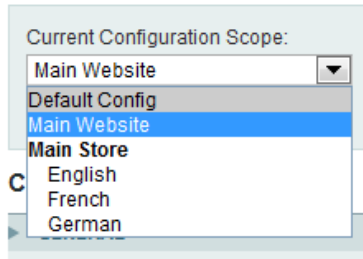 Current Configuration Scope:
Main Website
Default Config
Main Website
Main Store
English
French
German
C